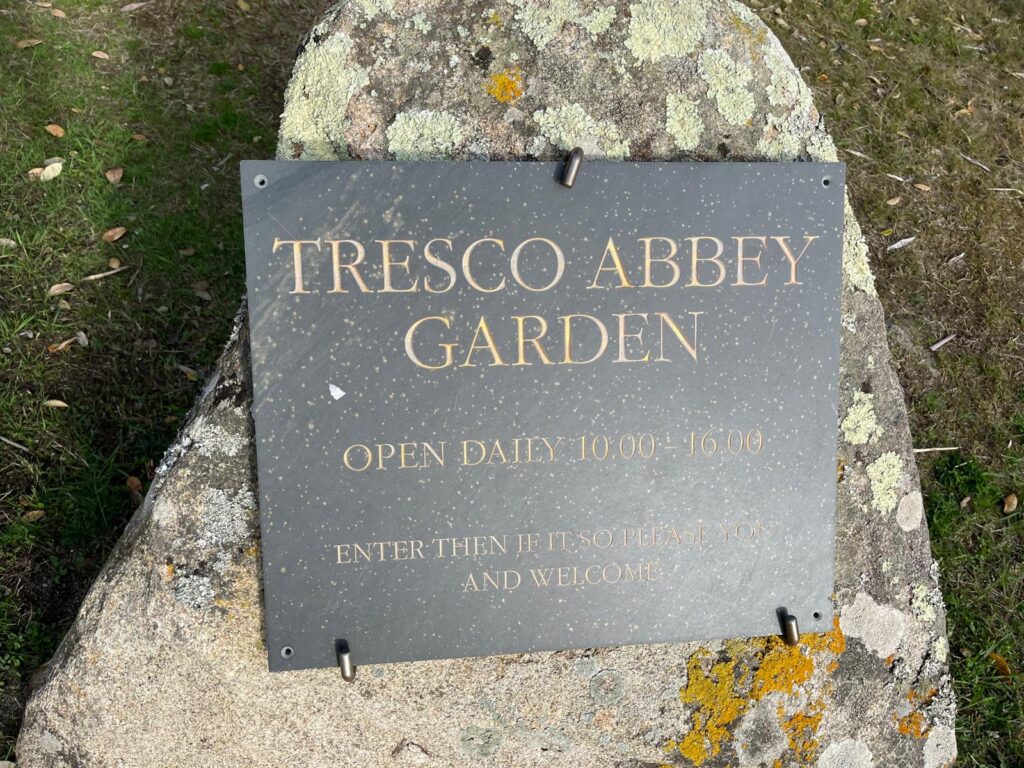 TRESCO ABBEY
GARDEN
OPEN DAILY 10.00 - 16.00
ENTER THEN IF IT SO PLEASE YOU
AND WELCOME